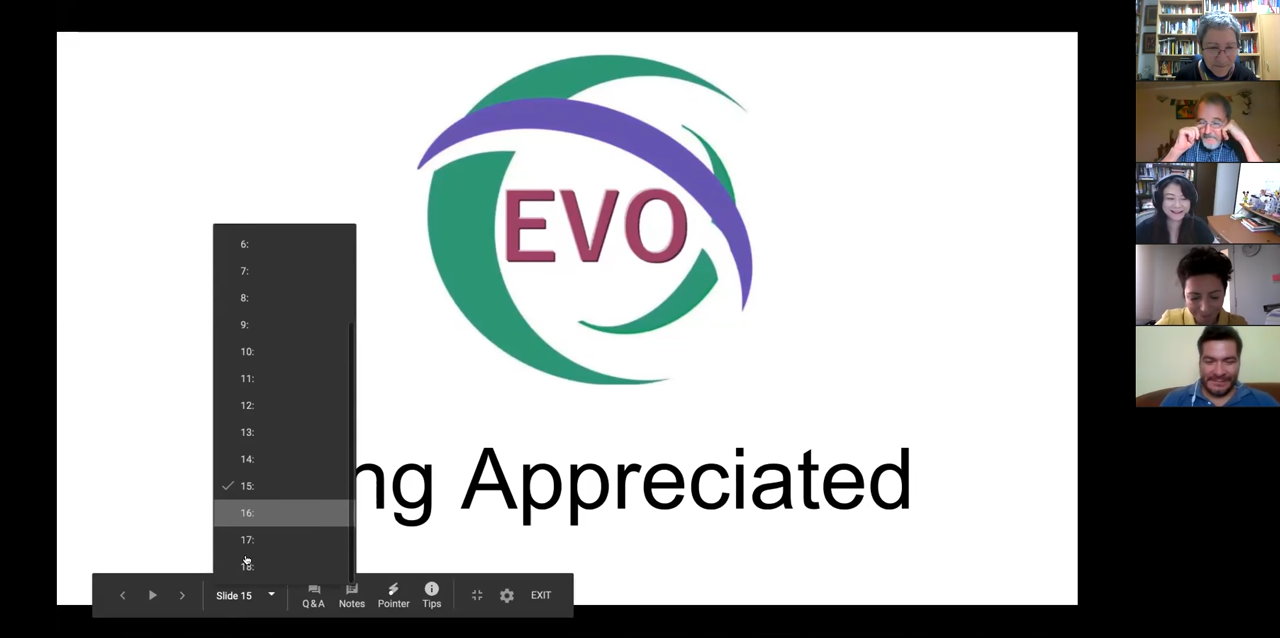 EVO
6:
7:
8:
9:
10:
11:
12:
13:
14:
15:
16:
17:
18:
ng Appreciated
Slide 15
Q&A
Notes
Pointer
Tips
EXIT